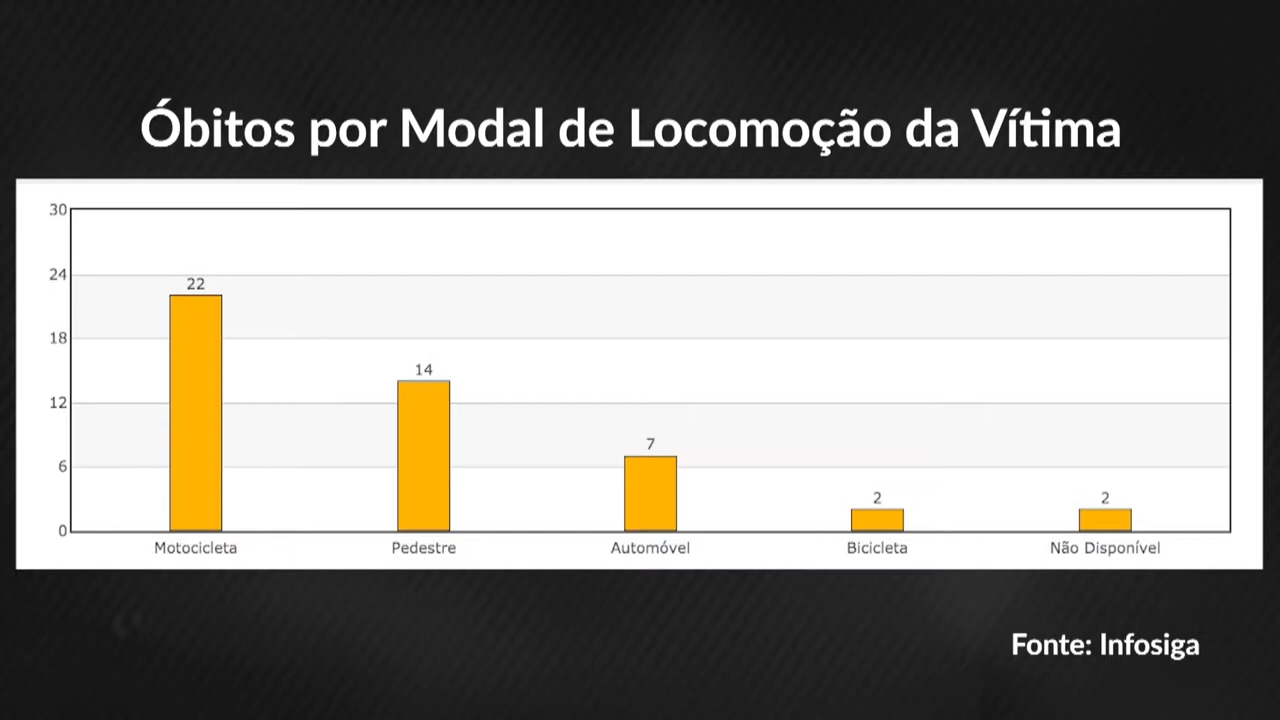 Óbitos por Modal de Locomoção da Vítima
30
24
18
12
6
0
22
14
7
2
2
Motocicleta
Pedestre
Automóvel
Bicicleta
Não Disponível
Fonte: Infosiga